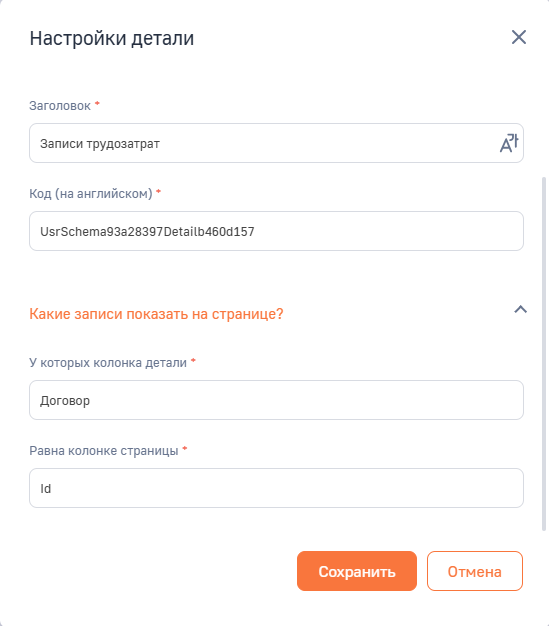 Настройки детали
Заголовок *
Записи трудозатрат
Код (на английском) *
UsrSchema93a28397Detailb460d157
Какие записи показать на странице?
У которых колонка детали *
Договор
Равна колонке страницы *
Id
Сохранить
Отмена